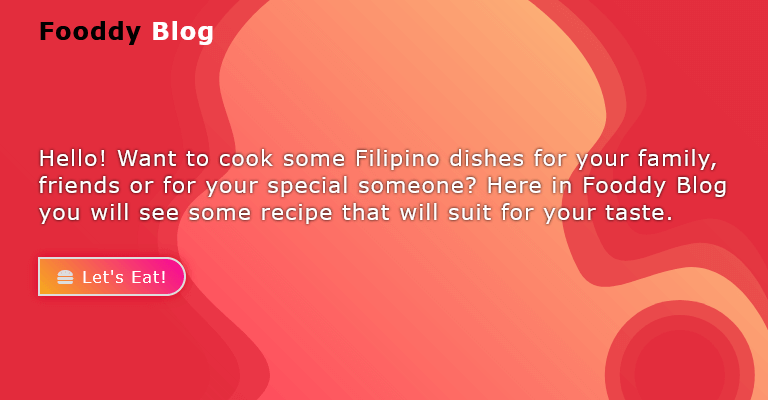 Fooddy Blog
Hello! Want to cook some Filipino dishes for your family,
friends or for your special someone? Here in Fooddy Blog
you will see some recipe that will suit for your taste.
Let's Eat!